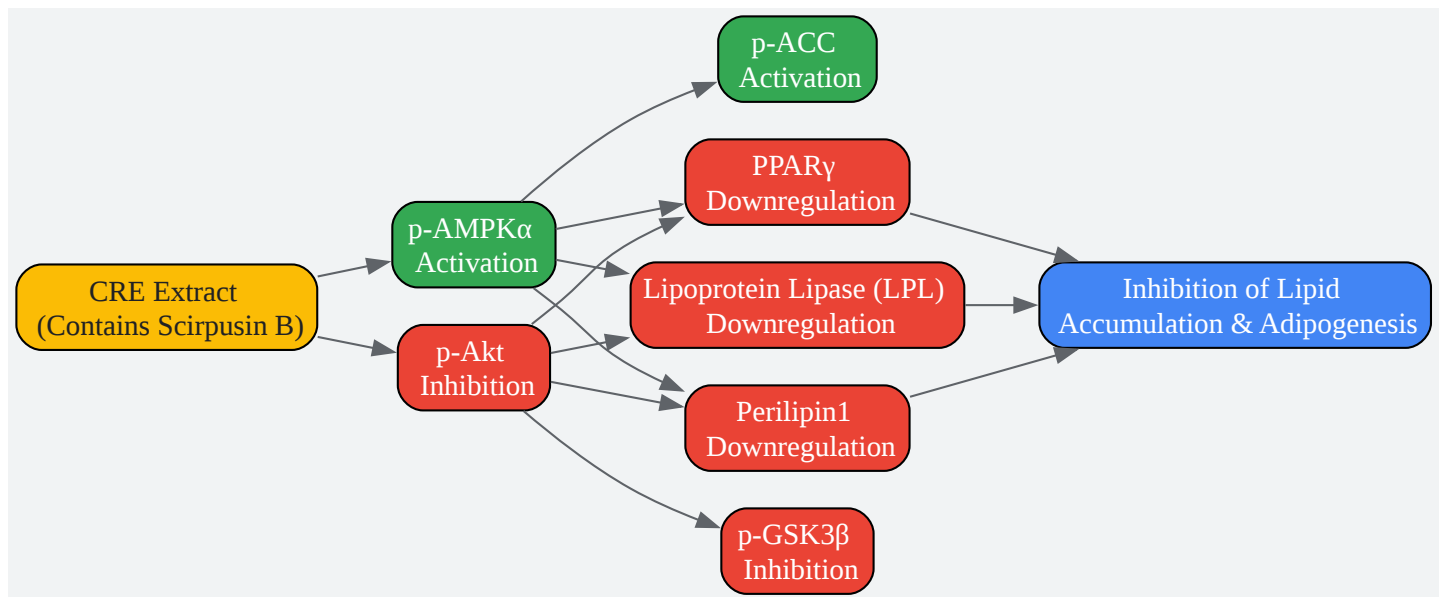 CRE Extract
(Contains Scirpusin B)
p-AMPKα
Activation
p-Akt
Inhibition
p-ACC
Activation
PPARγ
Downregulation
Lipoprotein Lipase (LPL)
Downregulation
Perilipin1
Downregulation
p-GSK3β
Inhibition
Inhibition of Lipid
Accumulation & Adipogenesis